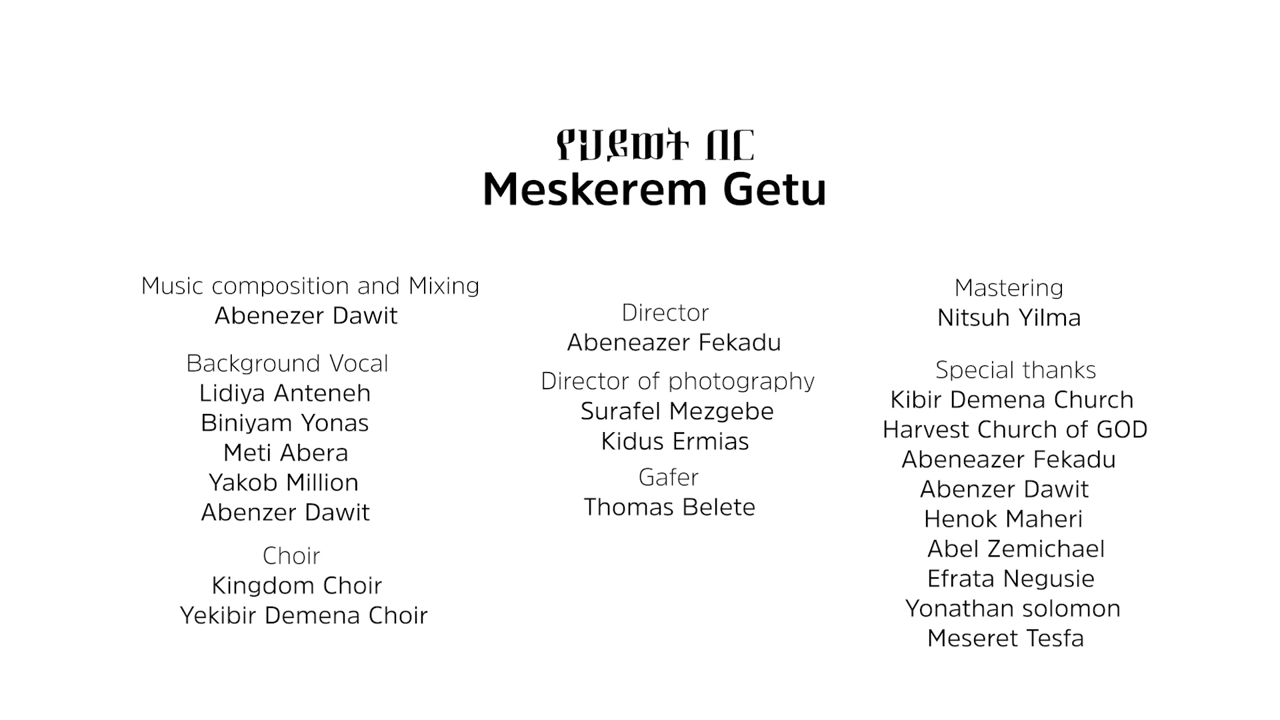 የህይወት በር
Meskerem Getu
Music composition and Mixing
Abenezer Dawit
Background Vocal
Lidiya Anteneh
Biniyam Yonas
Meti Abera
Yakob Million
Abenzer Dawit
Choir
Kingdom Choir
Yekibir Demena Choir
Director
Abeneazer Fekadu
Director of photography
Surafel Mezgebe
Kidus Ermias
Gafer
Thomas Belete
Mastering
Nitsuh Yilma
Special thanks
Kibir Demena Church
Harvest Church of GOD
Abeneazer Fekadu
Abenzer Dawit
Henok Maheri
Abel Zemichael
Efrata Negusie
Yonathan solomon
Meseret Tesfa